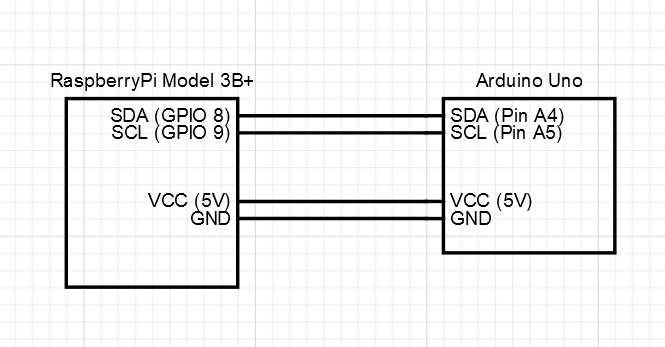 RaspberryPi Model 3B+
Arduino Uno
SDA (GPIO 8)
SCL (GPIO 9)
VCC (5V)
GND
SDA (Pin A4)
SCL (Pin A5)
VCC (5V)
GND